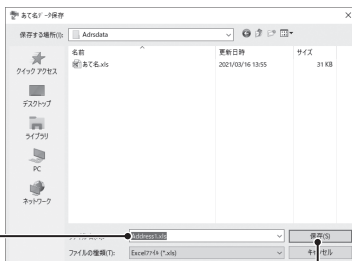 あて名ﾃﾞｰﾀ保存
保存する場所(I):
Adrsdata
名前
更新日時
サイズ
あて名.xls
2021/03/16 13:55
31 KB
クイック アクセス
デスクトップ
ライブラリ
PC
ネットワーク
Address1.xls
保存(S)
ファイルの種類(T):
Excelﾌｧｲﾙ (*.xls)
キャンセル